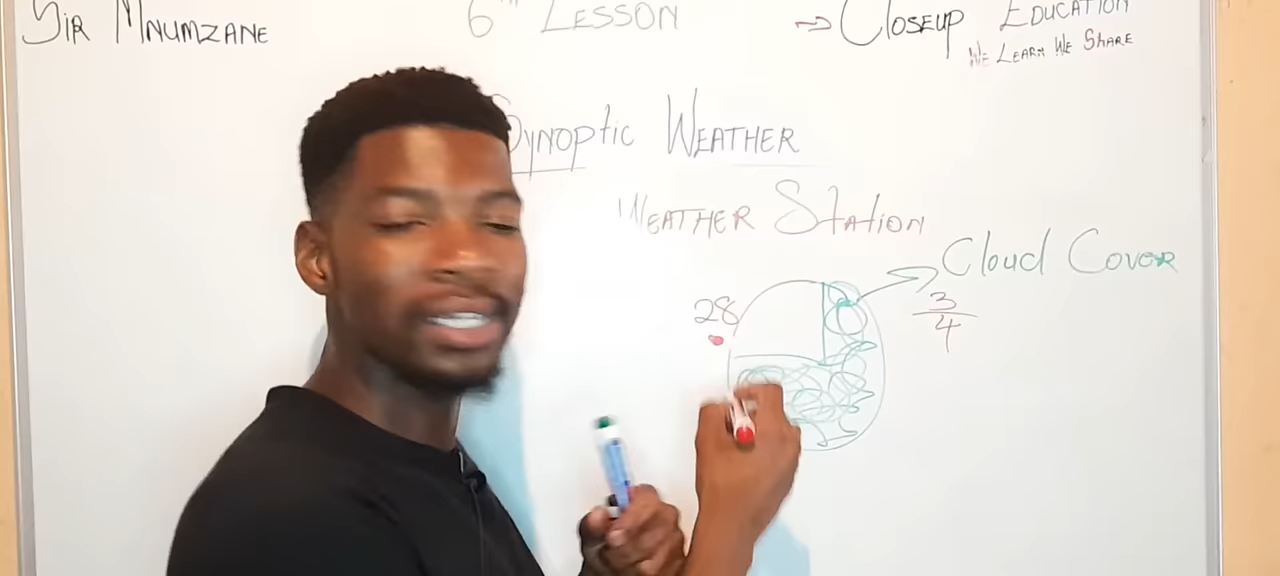 Sir Mnumzane
6th Lesson
⇒ Closeup Education
We Learn We Share
Synoptic Weather
Weather Station
Cloud Cover
28
3
4